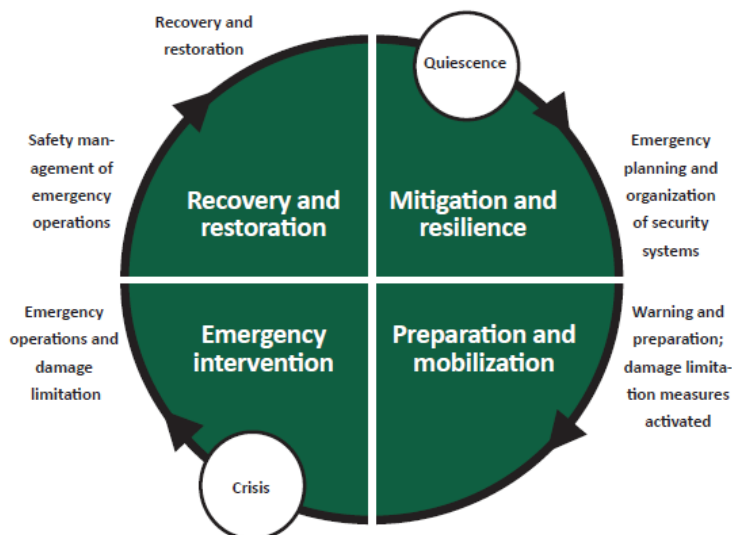 Recovery and
restoration
Quiescence
Safety man-
agement of
emergency
operations
Emergency
planning and
organization
of security
systems
Recovery and
restoration
Mitigation and
resilience
Emergency
operations and
damage
limitation
Emergency
intervention
Preparation and
mobilization
Warning and
preparation;
damage limita-
tion measures
activated
Crisis